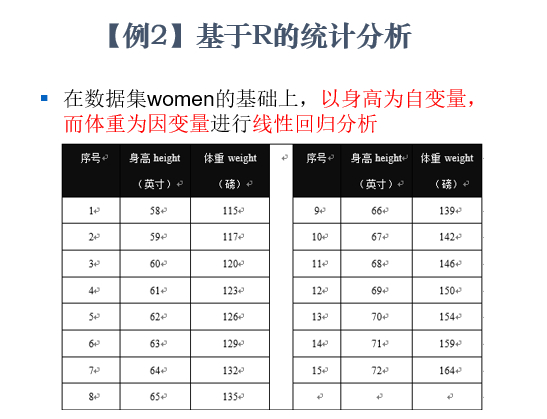 【例2】基于R的统计分析
在数据集women的基础上，以身高为自变量，
而体重为因变量进行线性回归分析
序号 身高 height 体重 weight 序号 身高 height 体重 weight
（英寸） （磅） （英寸） （磅）
1 58 115 9 66 139
2 59 117 10 67 142
3 60 120 11 68 146
4 61 123 12 69 150
5 62 126 13 70 154
6 63 129 14 71 159
7 64 132 15 72 164
8 65 135